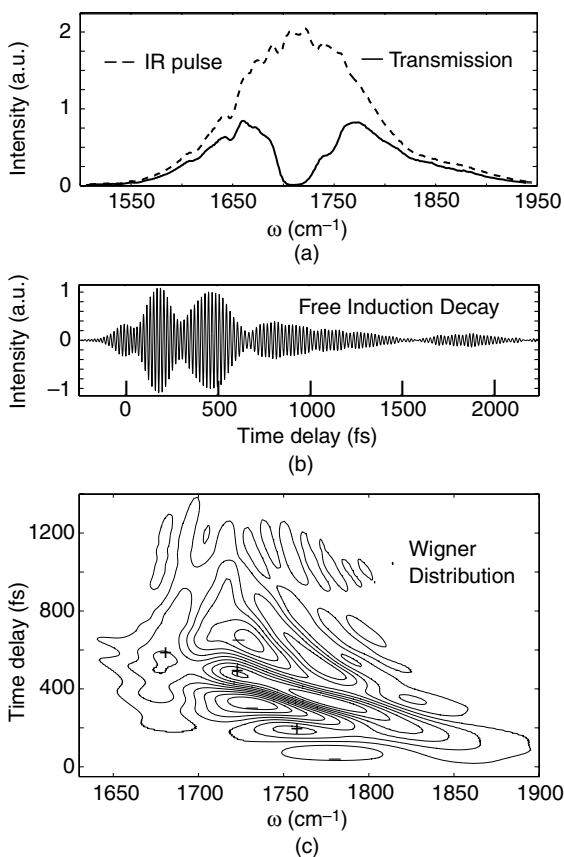 Intensity (a.u.)
2
1
0
IR pulse
Transmission
1550
1650
1750
1850
1950
ω (cm–1)
(a)
Intensity (a.u.)
1
0
–1
Free Induction Decay
0
500
1000
1500
2000
Time delay (fs)
(b)
Time delay (fs)
1200
800
400
0
Wigner
Distribution
+
–
+
–
+
–
1650
1700
1750
1800
1850
1900
ω (cm–1)
(c)